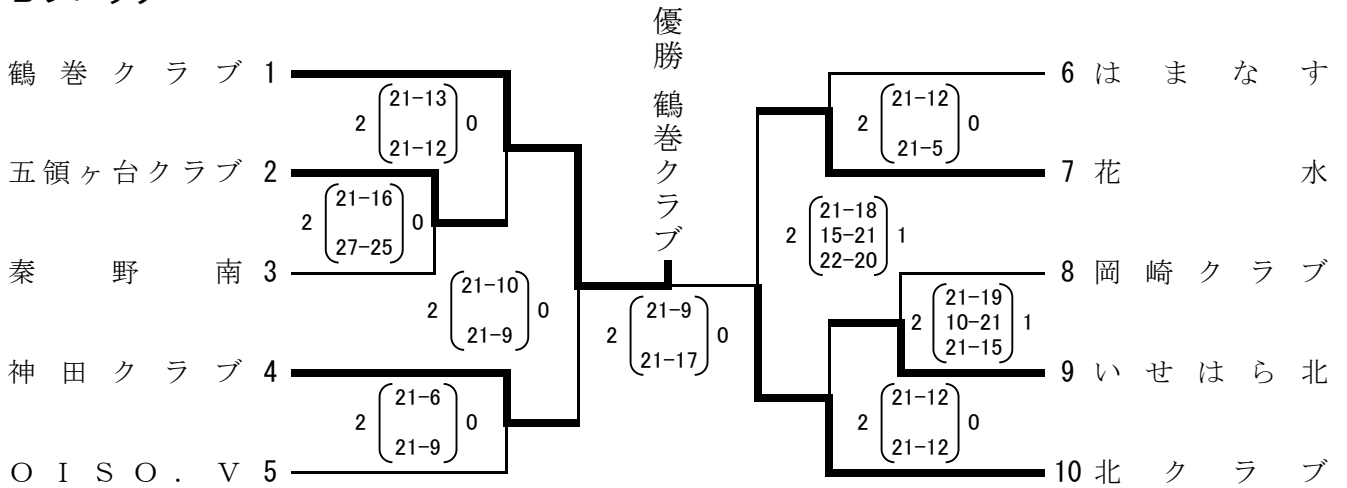 優勝 鶴巻クラブ
鶴巻クラブ 1
2 21-13 0
21-12
五領ヶ台クラブ 2
2 21-16 0
27-25
秦野南 3
2 21-10 0
21-9
神田クラブ 4
2 21-6 0
21-9
OISO.V 5
2 21-9 0
21-17
6 はまなす
2 21-12 0
21-5
7 花水
21-18
2 15-21 1
22-20
8 岡崎クラブ
21-19
2 10-21 1
21-15
9 いせはら北
2 21-12 0
21-12
10 北クラブ